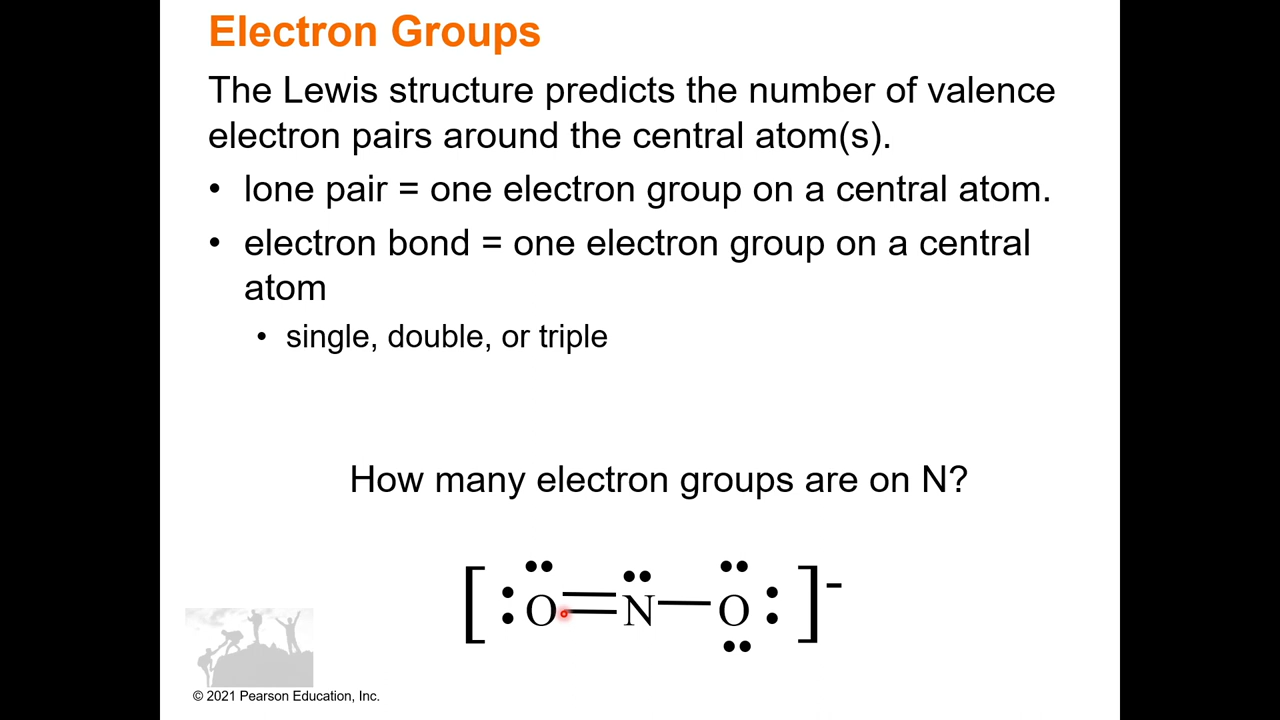 Electron Groups
The Lewis structure predicts the number of valence
electron pairs around the central atom(s).
• lone pair = one electron group on a central atom.
• electron bond = one electron group on a central
atom
• single, double, or triple
How many electron groups are on N?
[:Ö=N̈—Ö̤:]-
© 2021 Pearson Education, Inc.